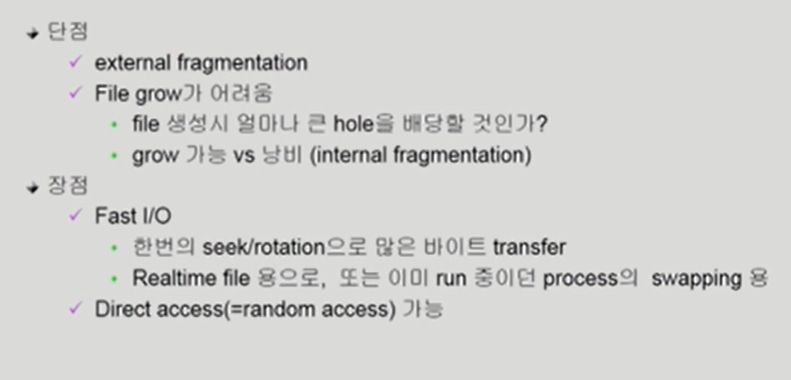 단점
external fragmentation
File grow가 어려움
file 생성시 얼마나 큰 hole을 배당할 것인가?
grow 가능 vs 낭비 (internal fragmentation)
장점
Fast I/O
한번의 seek/rotation으로 많은 바이트 transfer
Realtime file 용으로, 또는 이미 run 중이던 process의 swapping 용
Direct access(=random access) 가능